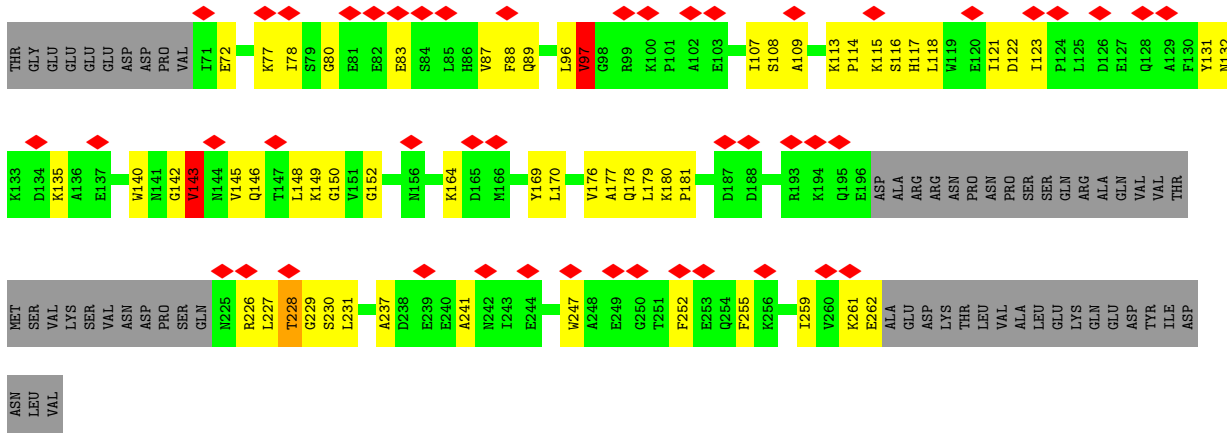 THR GLY GLU GLU GLU GLU ASP ASP PRO VAL I71 E72 K77 I78 S79 G80 E81 E82 E83 S84 L85 H86 V87 F88 Q89 L96 V97 G98 R99 K100 P101 A102 E103 I107 S108 A109 K113 P114 K115 S116 H117 L118 W119 E120 I121 D122 I123 P124 L125 D126 E127 Q128 A129 F130 Y131 N132
K133 D134 K135 A136 E137 W140 N141 G142 V143 N144 V145 Q146 T147 L148 K149 G150 V151 G152 N156 K164 D165 M166 Y169 L170 V176 A177 Q178 L179 K180 P181 D187 D188 R193 K194 Q195 E196 ASP ALA ARG ARG ASN PRO ASN PRO SER SER GLN ARG ALA GLN VAL VAL THR
MET SER VAL LYS SER VAL ASN ASP PRO SER GLN N225 R226 L227 T228 G229 S230 L231 A237 D238 E239 E240 A241 N242 I243 E244 W247 A248 E249 G250 T251 F252 E253 Q254 F255 K256 I259 V260 K261 E262 ALA GLU ASP LYS THR LEU VAL ALA LEU GLU LYS GLN GLU ASP TYR ILE ASP
ASN LEU VAL